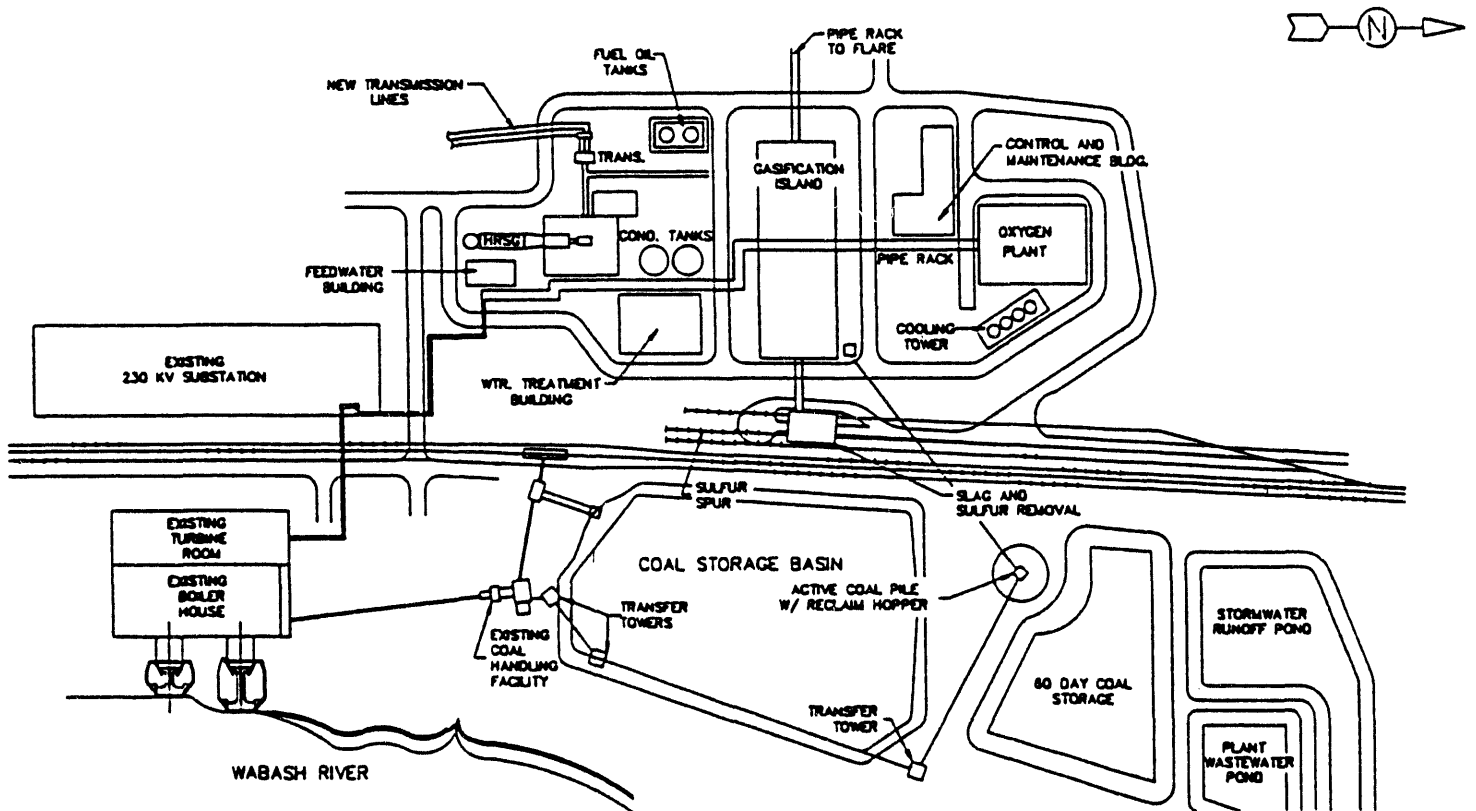 N
PIPE RACK
TO FLARE
FUEL OIL
TANKS
NEW TRANSMISSION
LINES
TRANS.
GASIFICATION
ISLAND
CONTROL AND
MAINTENANCE BLDG.
HRSG
COND. TANKS
OXYGEN
PLANT
PIPE RACK
FEEDWATER
BUILDING
COOLING
TOWER
EXISTING
230 KV SUBSTATION
WTR. TREATMENT
BUILDING
SULFUR
SPUR
SLAG AND
SULFUR REMOVAL
EXISTING
TURBINE
ROOM
EXISTING
BOILER
HOUSE
COAL STORAGE BASIN
ACTIVE COAL PILE
W/ RECLAIM HOPPER
TRANSFER
TOWERS
EXISTING
COAL
HANDLING
FACILITY
STORMWATER
RUNOFF POND
60 DAY COAL
STORAGE
TRANSFER
TOWER
PLANT
WASTEWATER
POND
WABASH RIVER